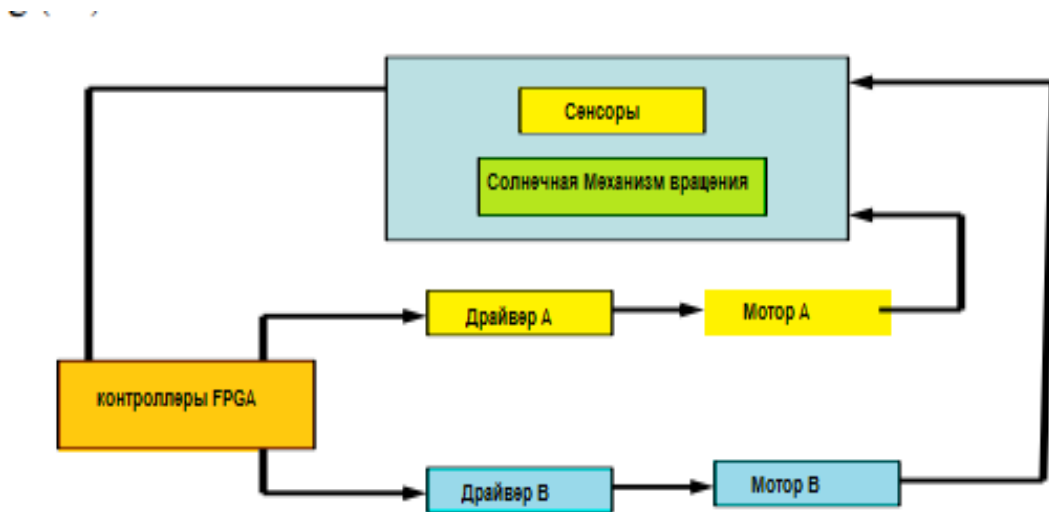 Сенсоры
Солнечная Механизм вращения
Драйвер А
Мотор А
контроллеры FPGA
Драйвер В
Мотор В